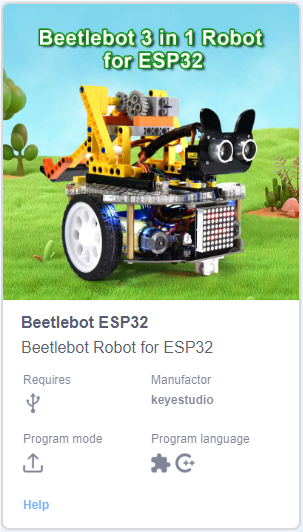 Beetlebot 3 in 1 Robot
for ESP32
Beetlebot ESP32
Beetlebot Robot for ESP32
Requires
Manufactor
keyestudio
Program mode
Program language
Help